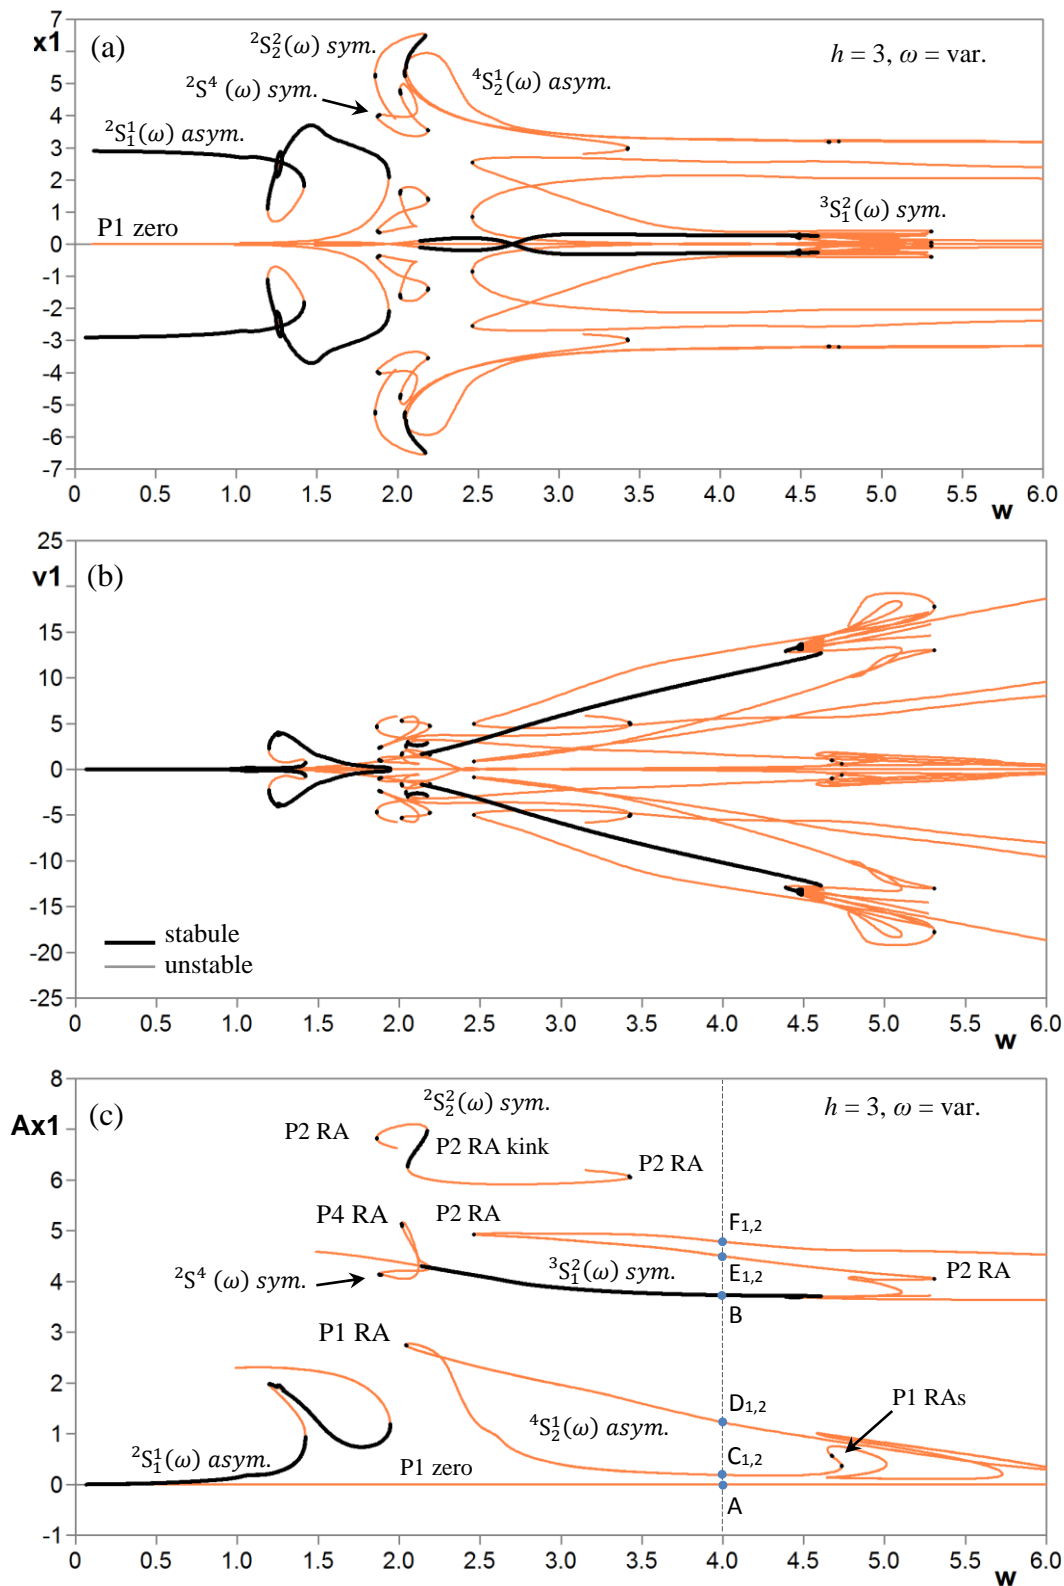 7
x1
(a)
²S₂²(ω) sym.
h = 3, ω = var.
6
²S⁴ (ω) sym.
⁴S₂¹(ω) asym.
5
4
²S₁¹(ω) asym.
3
2
³S₁²(ω) sym.
1
P1 zero
0
-1
-2
-3
-4
-5
-6
-7
0 0.5 1.0 1.5 2.0 2.5 3.0 3.5 4.0 4.5 5.0 5.5 6.0
w
25
v1
(b)
15
10
5
0
-5
-10
-15
stabule
-20
unstable
-25
0 0.5 1.0 1.5 2.0 2.5 3.0 3.5 4.0 4.5 5.0 5.5 6.0
w
8
Ax1
(c)
²S₂²(ω) sym.
h = 3, ω = var.
P2 RA
P2 RA kink
P2 RA
6
P4 RA
P2 RA
F1,2
5
²S⁴ (ω) sym.
³S₁²(ω) sym.
E1,2
P2 RA
4
B
3
P1 RA
2
D1,2
P1 RAs
⁴S₂¹(ω) asym.
1
²S₁¹(ω) asym.
P1 zero
C1,2
0
A
-1
0 0.5 1.0 1.5 2.0 2.5 3.0 3.5 4.0 4.5 5.0 5.5 6.0
w